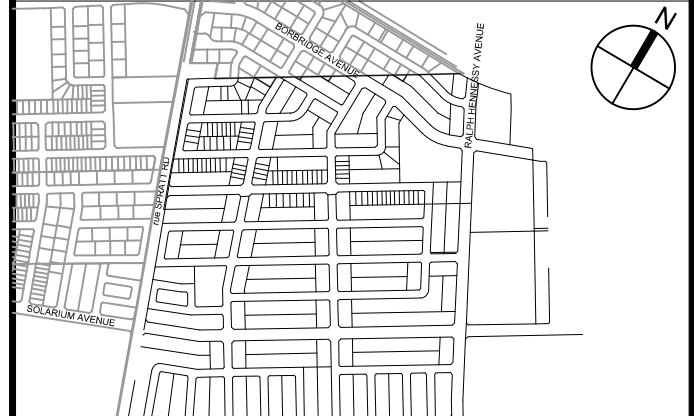 N
BORBRIDGE AVENUE
RALPH HENNESSY AVENUE
rue SPRATT RD
SOLARIUM AVENUE